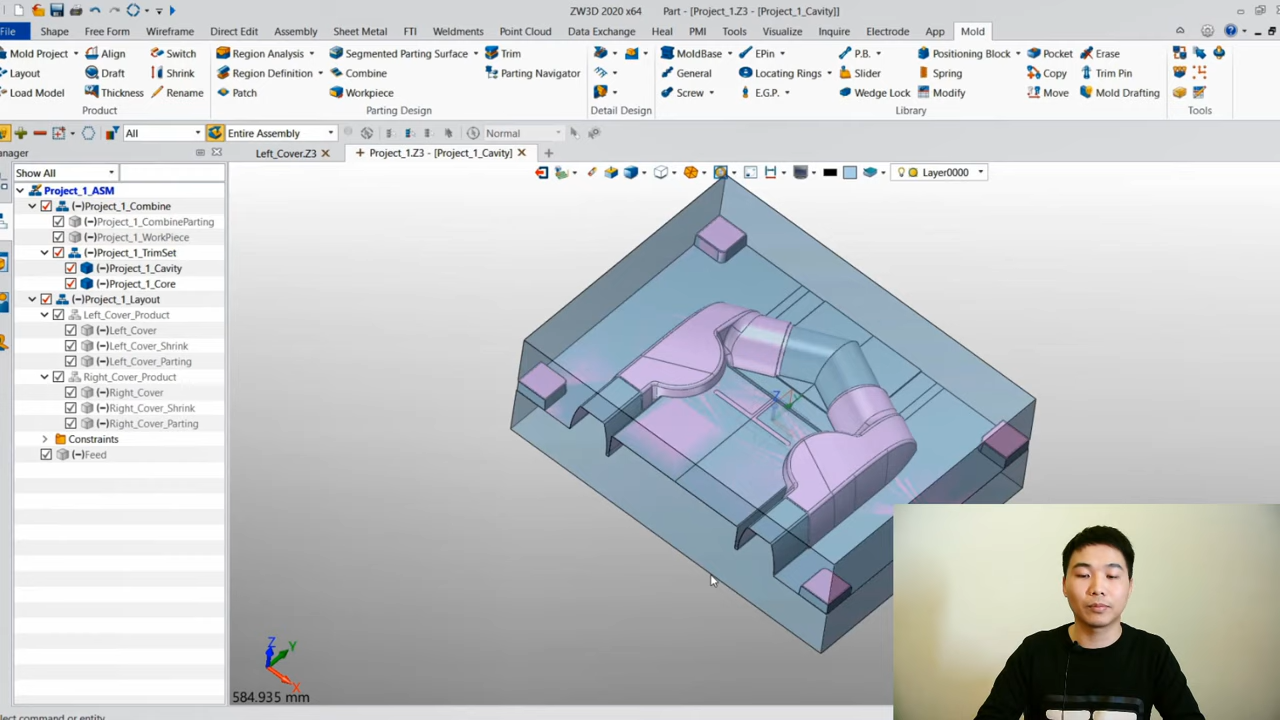 ZW3D 2020 x64 Part - [Project_1.Z3 - [Project_1_Cavity]]
File Shape Free Form Wireframe Direct Edit Assembly Sheet Metal FTI Weldments Point Cloud Data Exchange Heal PMI Tools Visualize Inquire Electrode App Mold
Mold Project Align Switch Region Analysis Segmented Parting Surface Trim MoldBase EPin P.B. Positioning Block Pocket Erase
Layout Draft Shrink Region Definition Combine Parting Navigator General Locating Rings Slider Spring Copy Trim Pin
Load Model Thickness Rename Patch Workpiece Screw E.G.P. Wedge Lock Modify Move Mold Drafting
Product Parting Design Detail Design Library Tools
All Entire Assembly Normal
anager Left_Cover.Z3 Project_1.Z3 - [Project_1_Cavity]
Show All Layer0000
Project_1_ASM
(-)Project_1_Combine
(-)Project_1_CombineParting
(-)Project_1_WorkPiece
(-)Project_1_TrimSet
(-)Project_1_Cavity
(-)Project_1_Core
(-)Project_1_Layout
Left_Cover_Product
(-)Left_Cover
(-)Left_Cover_Shrink
(-)Left_Cover_Parting
Right_Cover_Product
(-)Right_Cover
(-)Right_Cover_Shrink
(-)Right_Cover_Parting
Constraints
(-)Feed
Z
Z
Y
X
584.935 mm
elect command or entity